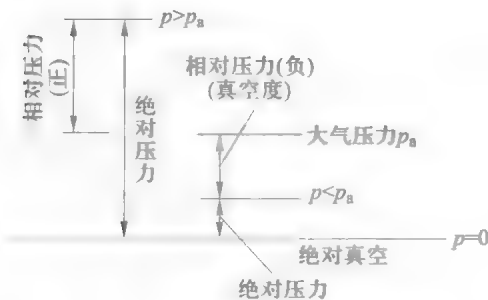 p>pₐ
相对压力
(正)
绝对压力
相对压力(负)
(真空度)
大气压力pₐ
p<pₐ
p=0
绝对真空
绝对压力